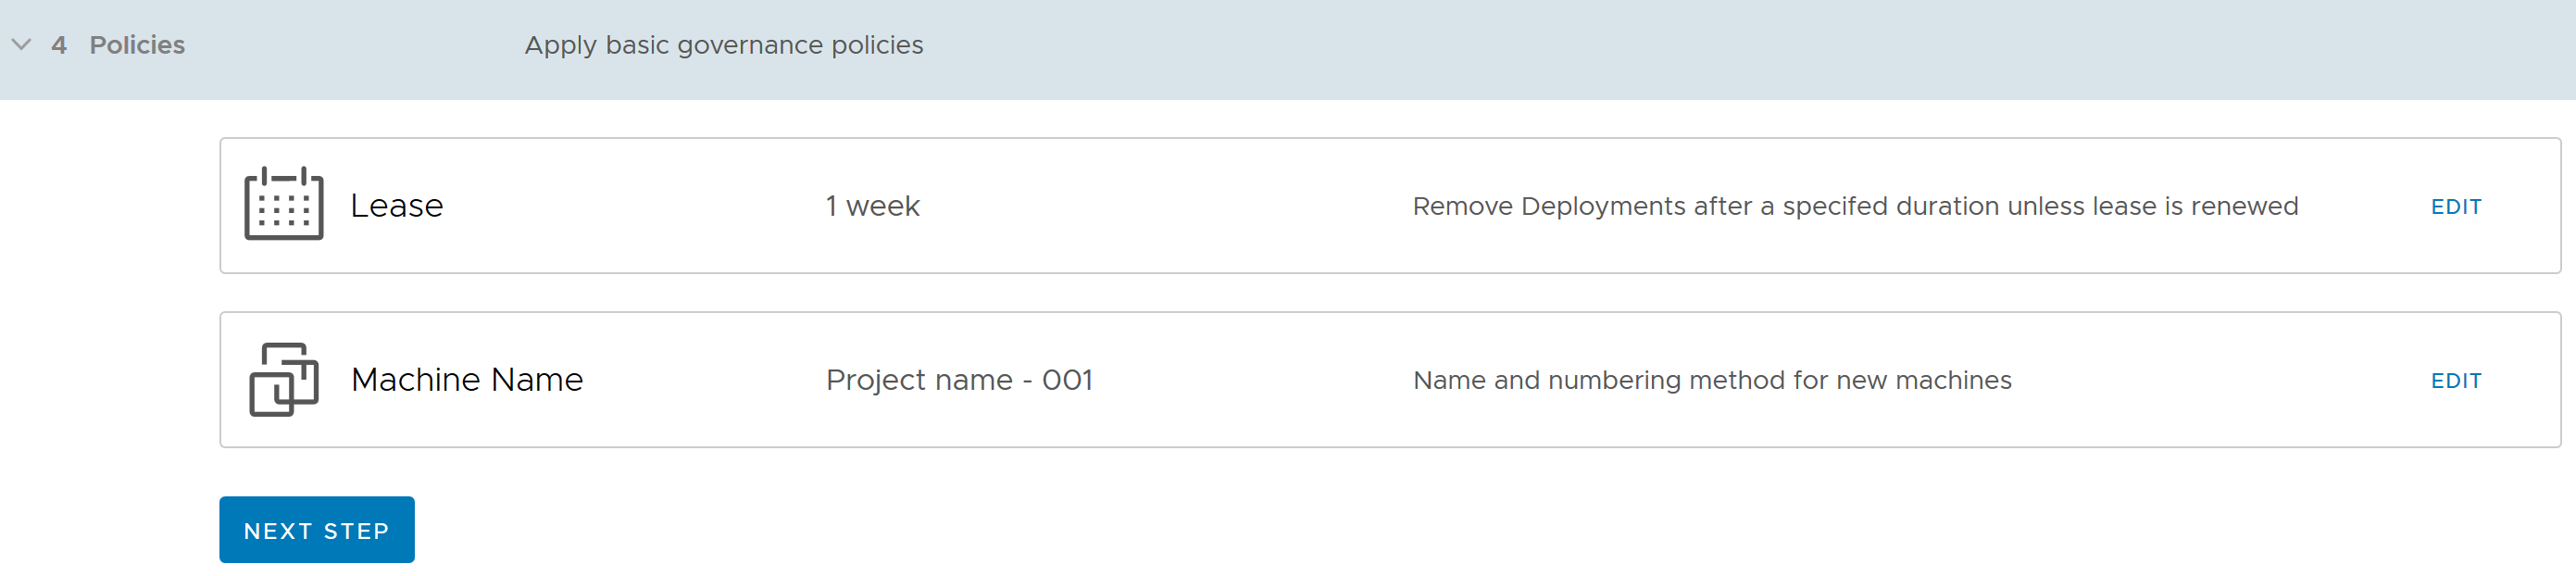 4 Policies Apply basic governance policies
Lease 1 week Remove Deployments after a specifed duration unless lease is renewed EDIT
Machine Name Project name - 001 Name and numbering method for new machines EDIT
NEXT STEP